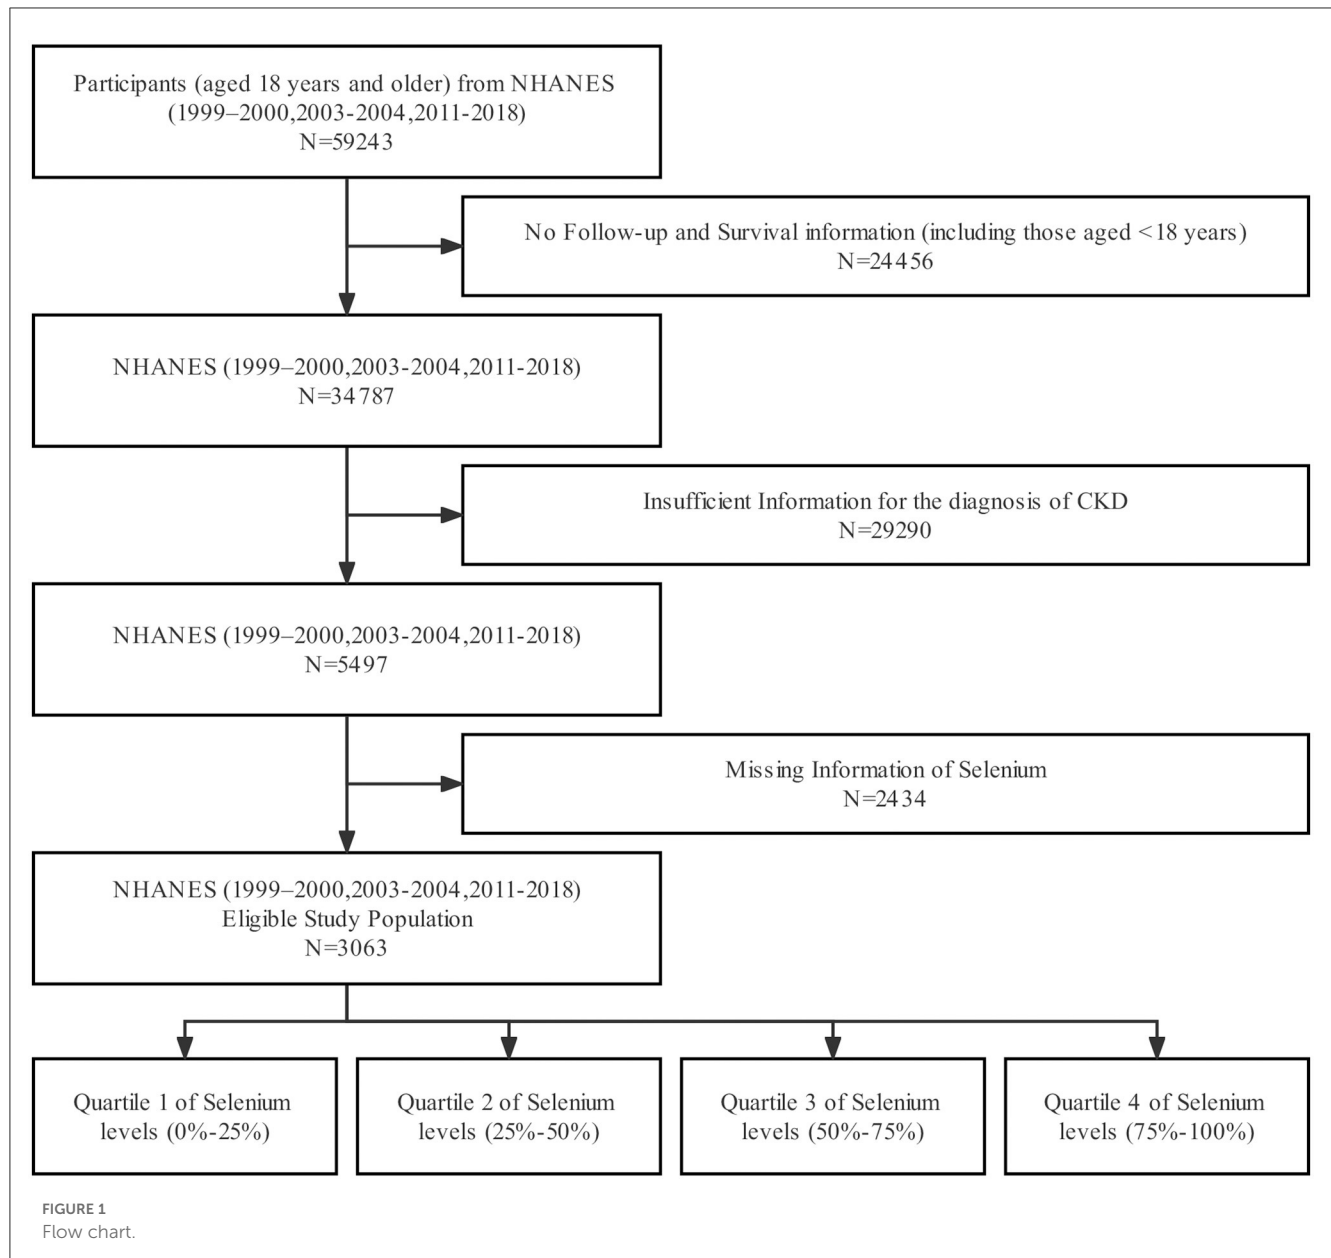 Participants (aged 18 years and older) from NHANES
(1999–2000,2003-2004,2011-2018)
N=59243
No Follow-up and Survival information (including those aged <18 years)
N=24456
NHANES (1999–2000,2003-2004,2011-2018)
N=34787
Insufficient Information for the diagnosis of CKD
N=29290
NHANES (1999–2000,2003-2004,2011-2018)
N=5497
Missing Information of Selenium
N=2434
NHANES (1999–2000,2003-2004,2011-2018)
Eligible Study Population
N=3063
Quartile 1 of Selenium
levels (0%-25%)
Quartile 2 of Selenium
levels (25%-50%)
Quartile 3 of Selenium
levels (50%-75%)
Quartile 4 of Selenium
levels (75%-100%)
FIGURE 1
Flow chart.